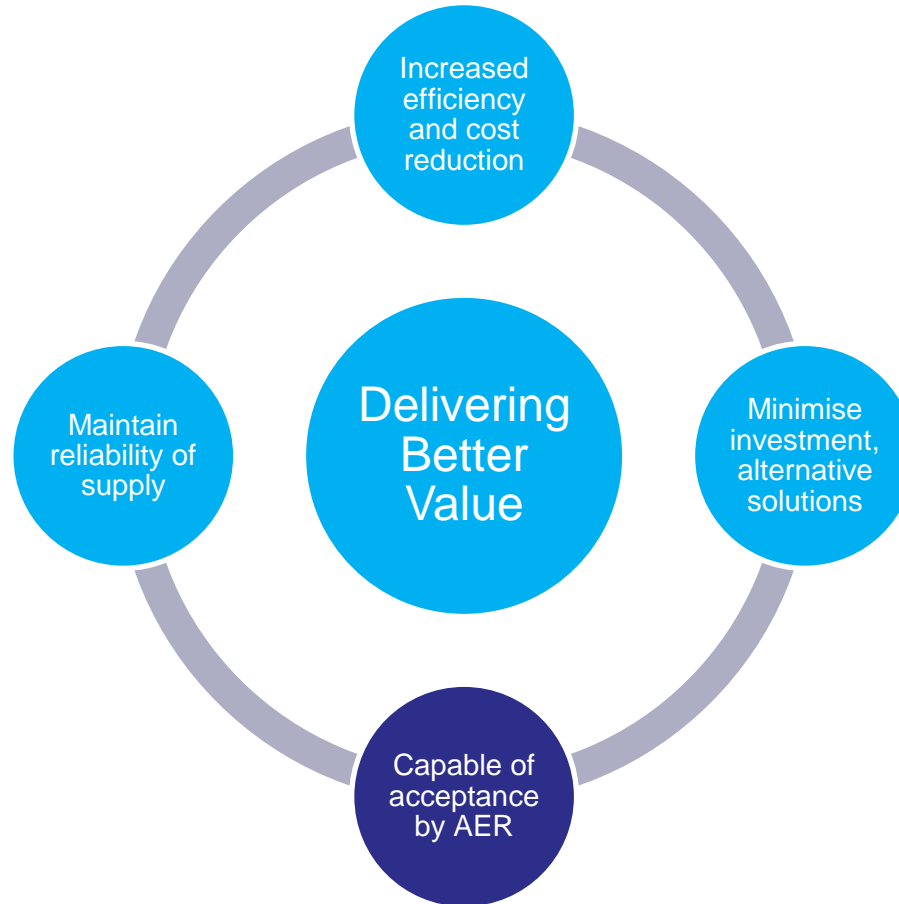 Increased
efficiency
and cost
reduction
Maintain
reliability of
supply
Delivering
Better
Value
Minimise
investment,
alternative
solutions
Capable of
acceptance
by AER